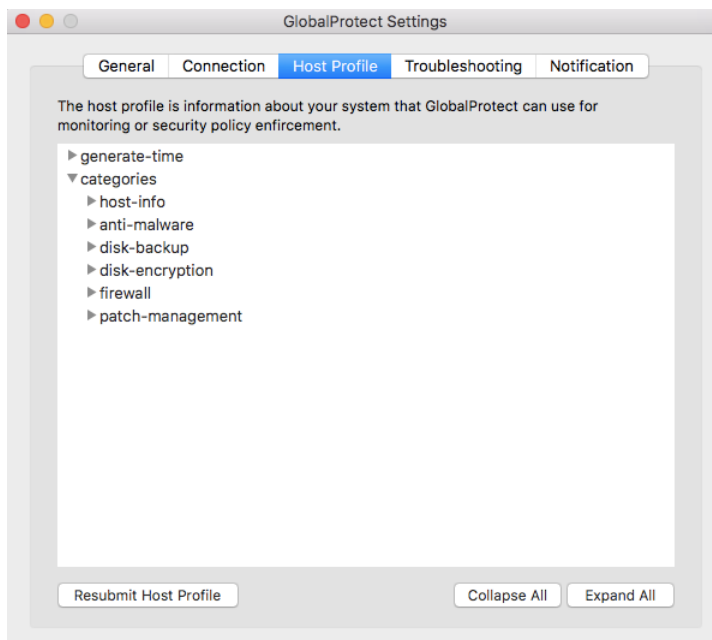 GlobalProtect Settings
General Connection Host Profile Troubleshooting Notification
The host profile is information about your system that GlobalProtect can use for
monitoring or security policy enfircement.
generate-time
categories
host-info
anti-malware
disk-backup
disk-encryption
firewall
patch-management
Resubmit Host Profile Collapse All Expand All